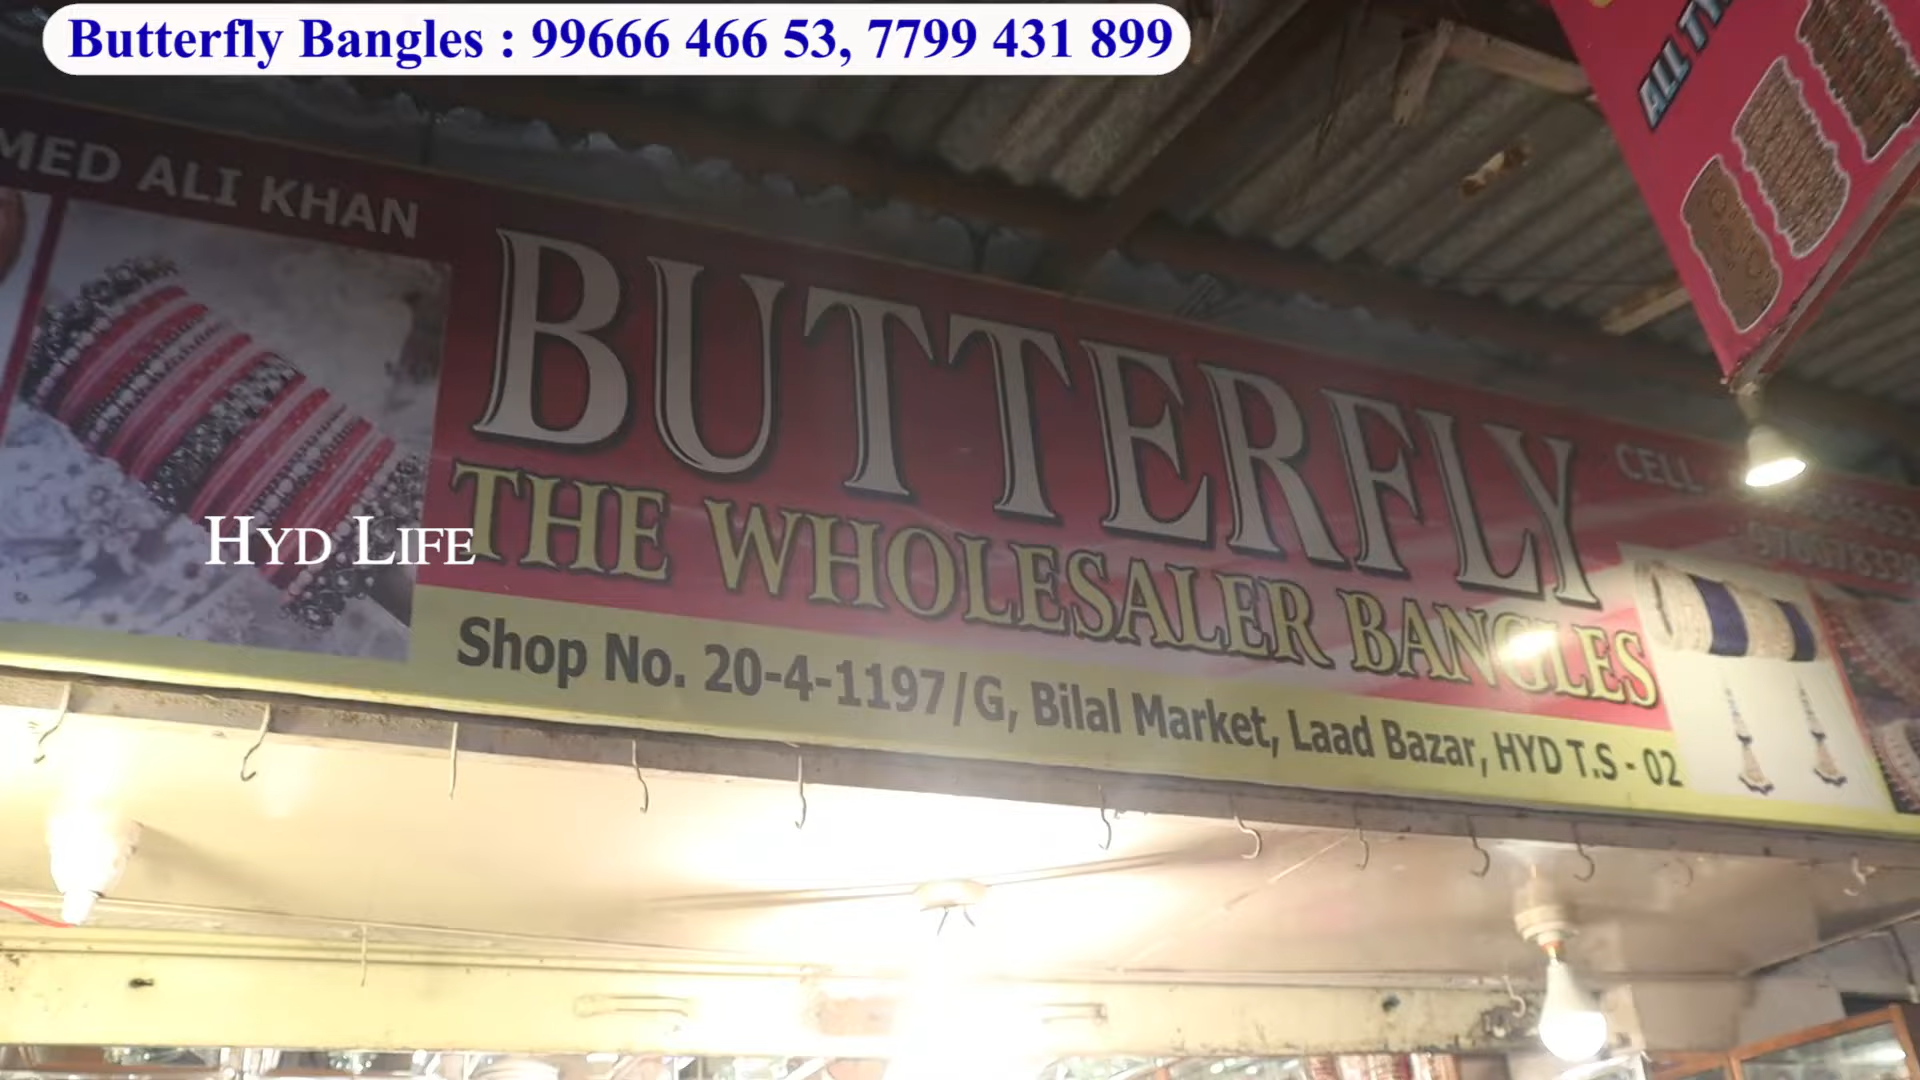 Butterfly Bangles : 99666 466 53, 7799 431 899
ALL
MED ALI KHAN
BUTTERFLY
CELL
THE WHOLESALER BANGLES
HYD LIFE
Shop No. 20-4-1197/G, Bilal Market, Laad Bazar, HYD T.S - 02